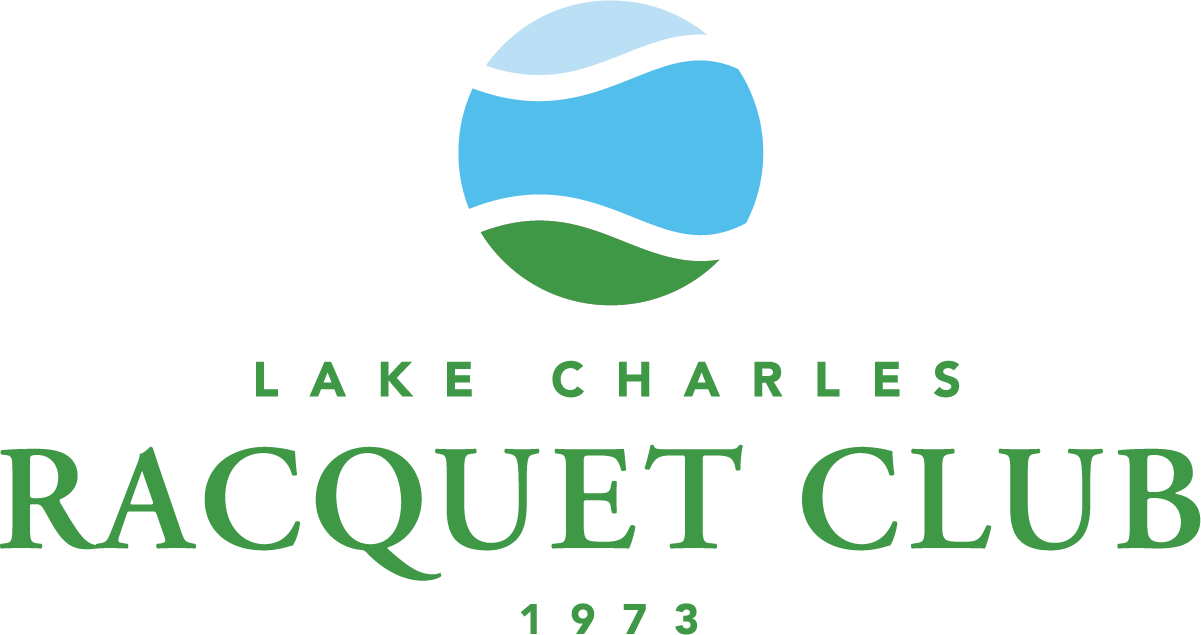 LAKE CHARLES
RACQUET CLUB
1973